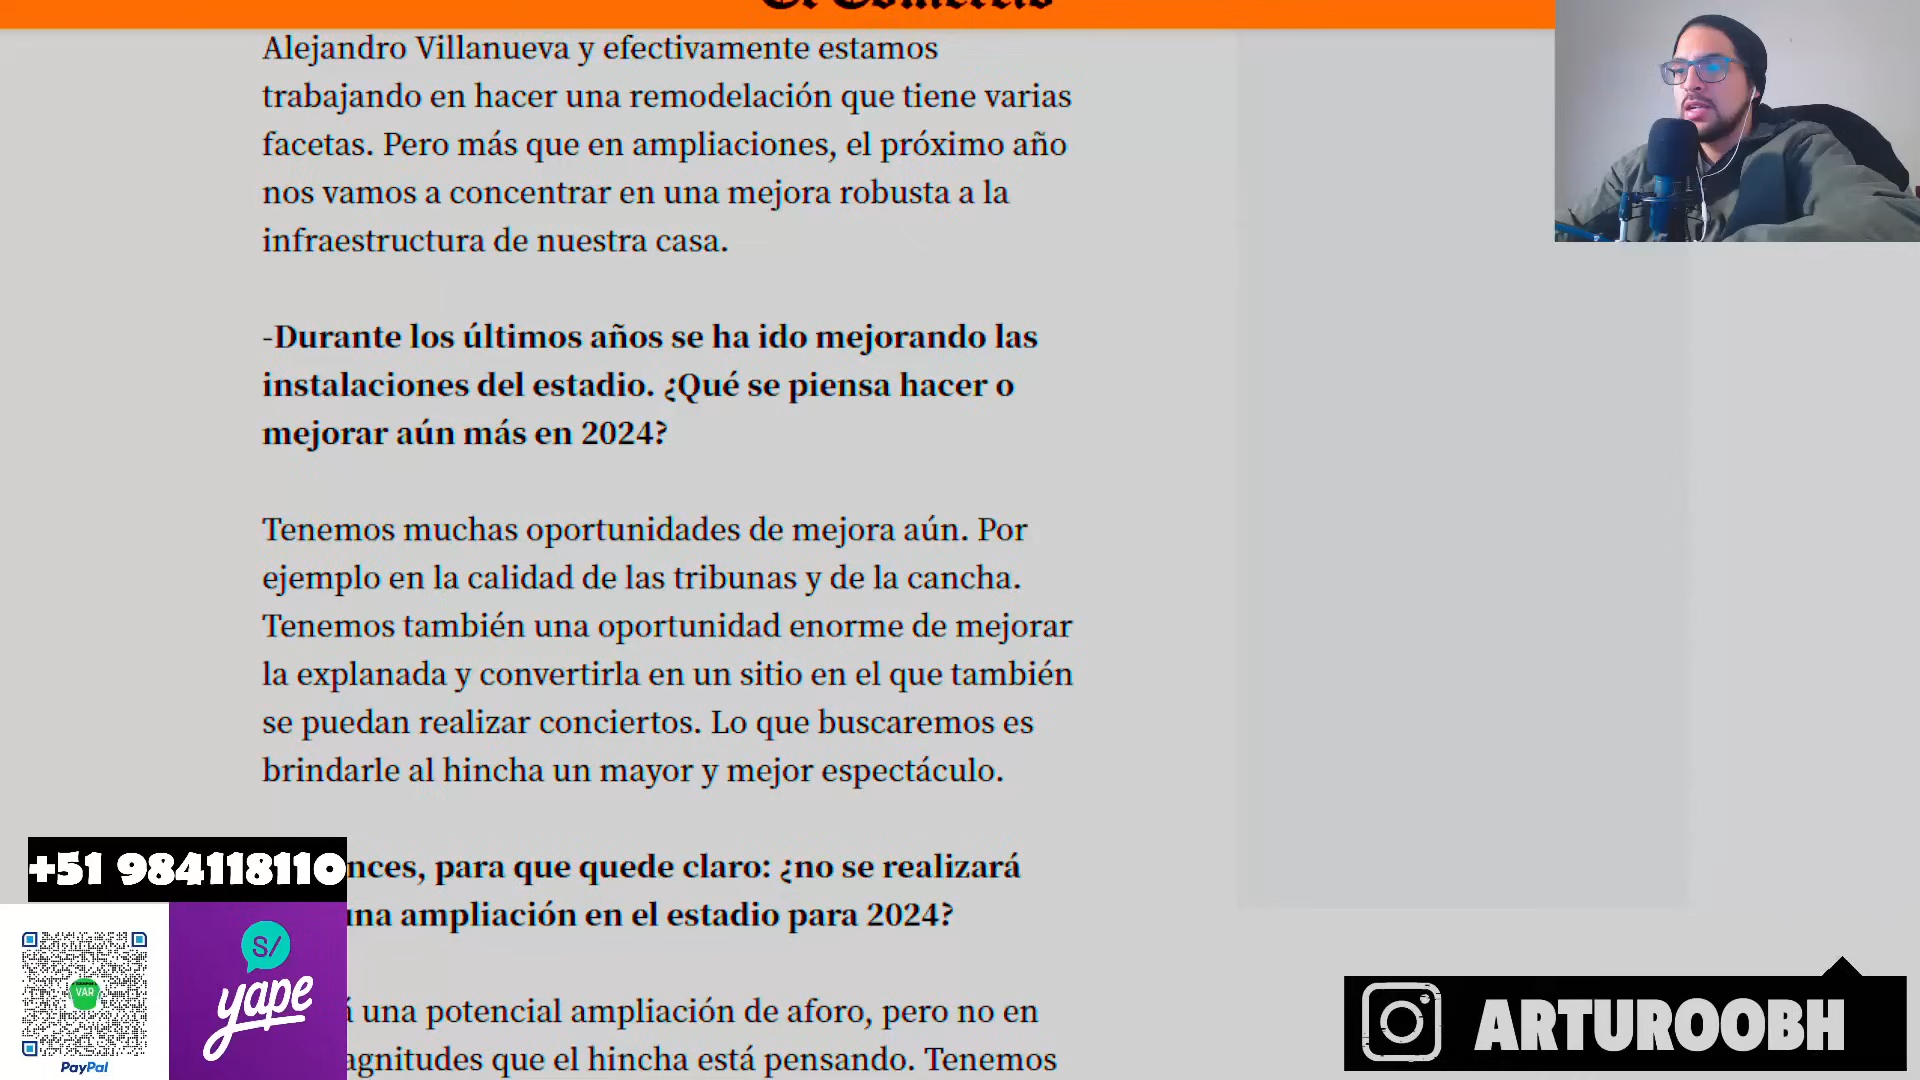 El Comercio
Alejandro Villanueva y efectivamente estamos
trabajando en hacer una remodelación que tiene varias
facetas. Pero más que en ampliaciones, el próximo año
nos vamos a concentrar en una mejora robusta a la
infraestructura de nuestra casa.
-Durante los últimos años se ha ido mejorando las
instalaciones del estadio. ¿Qué se piensa hacer o
mejorar aún más en 2024?
Tenemos muchas oportunidades de mejora aún. Por
ejemplo en la calidad de las tribunas y de la cancha.
Tenemos también una oportunidad enorme de mejorar
la explanada y convertirla en un sitio en el que también
se puedan realizar conciertos. Lo que buscaremos es
brindarle al hincha un mayor y mejor espectáculo.
nces, para que quede claro: ¿no se realizará
una ampliación en el estadio para 2024?
una potencial ampliación de aforo, pero no en
agnitudes que el hincha está pensando. Tenemos
+51 984118110
VAR
PayPal
S/
yape
ARTUROOBH